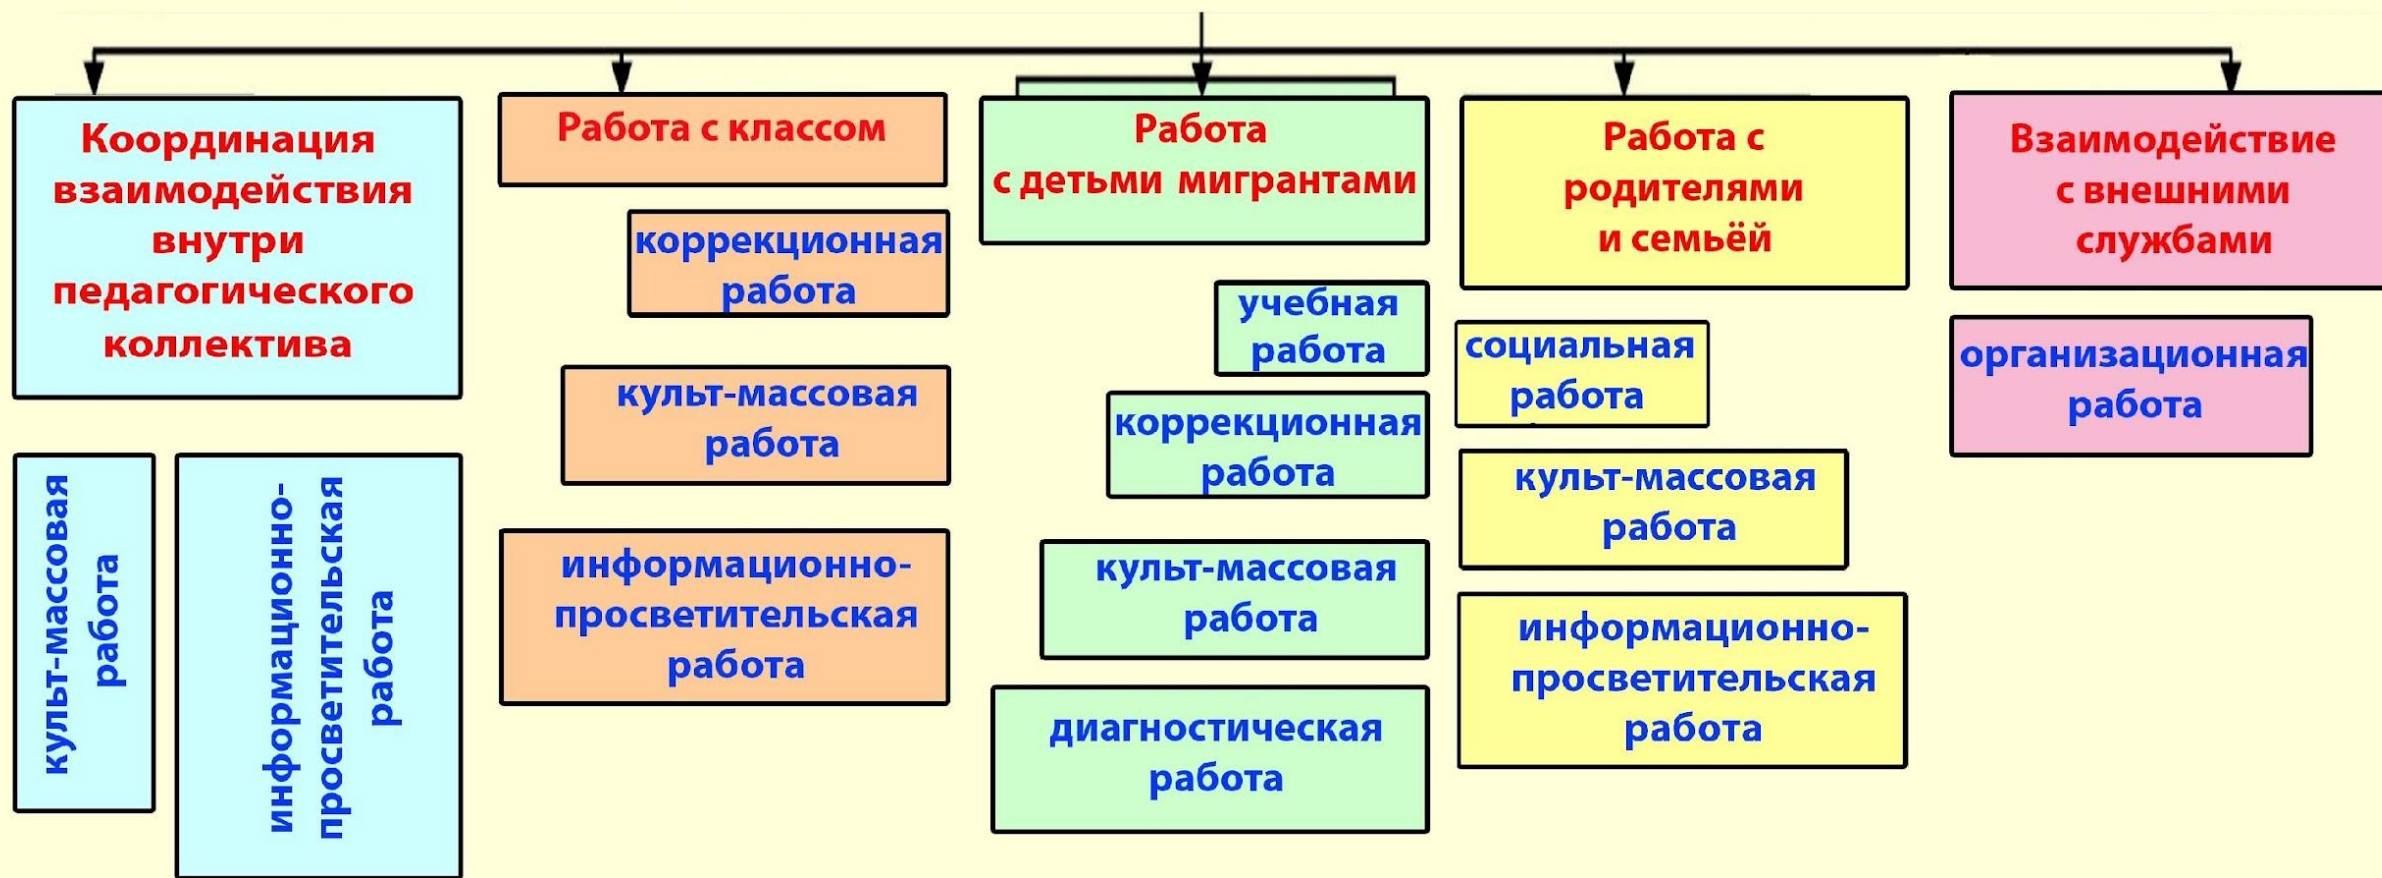 Координация
взаимодействия
внутри
педагогического
коллектива
культ-массовая
работа
информационно-
просветительская
работа
Работа с классом
коррекционная
работа
культ-массовая
работа
информационно-
просветительская
работа
Работа
с детьми мигрантами
учебная
работа
коррекционная
работа
культ-массовая
работа
диагностическая
работа
Работа с
родителями
и семьёй
социальная
работа
культ-массовая
работа
информационно-
просветительская
работа
Взаимодействие
с внешними
службами
организационная
работа